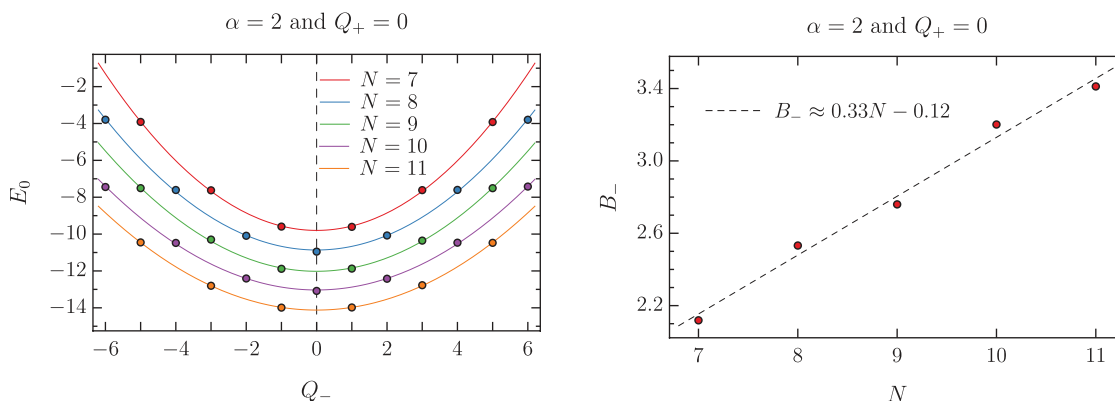 α = 2 and Q₊ = 0
E₀
−2
−4
−6
−8
−10
−12
−14
N = 7
N = 8
N = 9
N = 10
N = 11
−6 −4 −2 0 2 4 6
Q₋
α = 2 and Q₊ = 0
B₋
3.4
3.0
2.6
2.2
B₋ ≈ 0.33N − 0.12
7 8 9 10 11
N